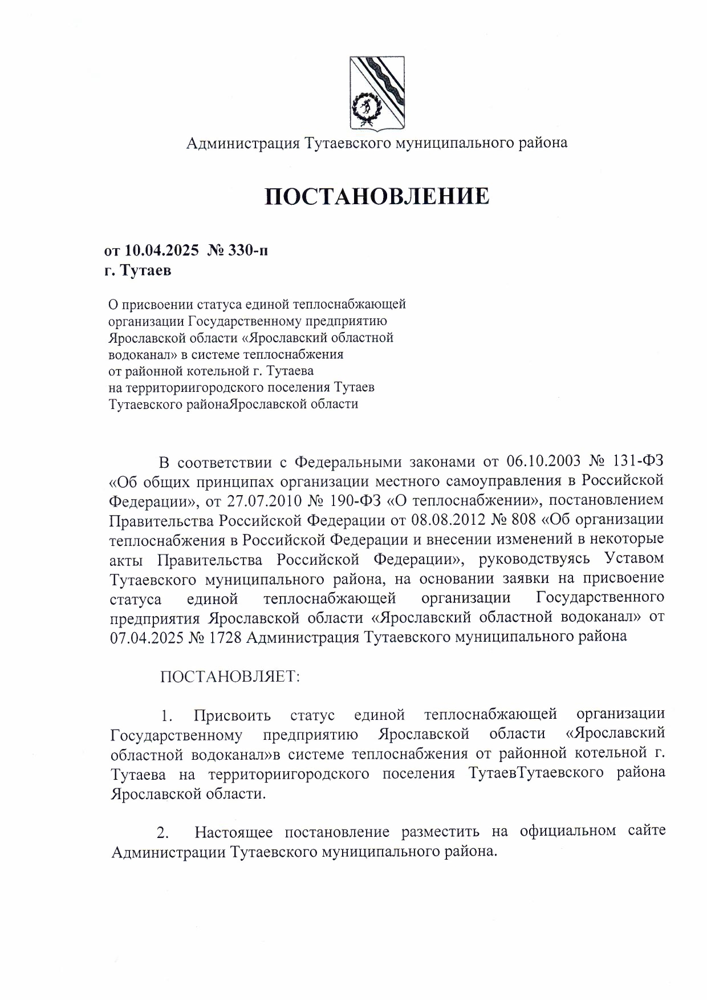 Администрация Тутаевского муниципального района
ПОСТАНОВЛЕНИЕ
от 10.04.2025 № 330-п
г. Тутаев
О присвоении статуса единой теплоснабжающей
организации Государственному предприятию
Ярославской области «Ярославский областной
водоканал» в системе теплоснабжения
от районной котельной г. Тутаева
на территориигородского поселения Тутаев
Тутаевского районаЯрославской области
В соответствии с Федеральными законами от 06.10.2003 № 131-ФЗ
«Об общих принципах организации местного самоуправления в Российской
Федерации», от 27.07.2010 № 190-ФЗ «О теплоснабжении», постановлением
Правительства Российской Федерации от 08.08.2012 № 808 «Об организации
теплоснабжения в Российской Федерации и внесении изменений в некоторые
акты Правительства Российской Федерации», руководствуясь Уставом
Тутаевского муниципального района, на основании заявки на присвоение
статуса единой теплоснабжающей организации Государственного
предприятия Ярославской области «Ярославский областной водоканал» от
07.04.2025 № 1728 Администрация Тутаевского муниципального района
ПОСТАНОВЛЯЕТ:
1. Присвоить статус единой теплоснабжающей организации
Государственному предприятию Ярославской области «Ярославский
областной водоканал»в системе теплоснабжения от районной котельной г.
Тутаева на территориигородского поселения ТутаевТутаевского района
Ярославской области.
2. Настоящее постановление разместить на официальном сайте
Администрации Тутаевского муниципального района.